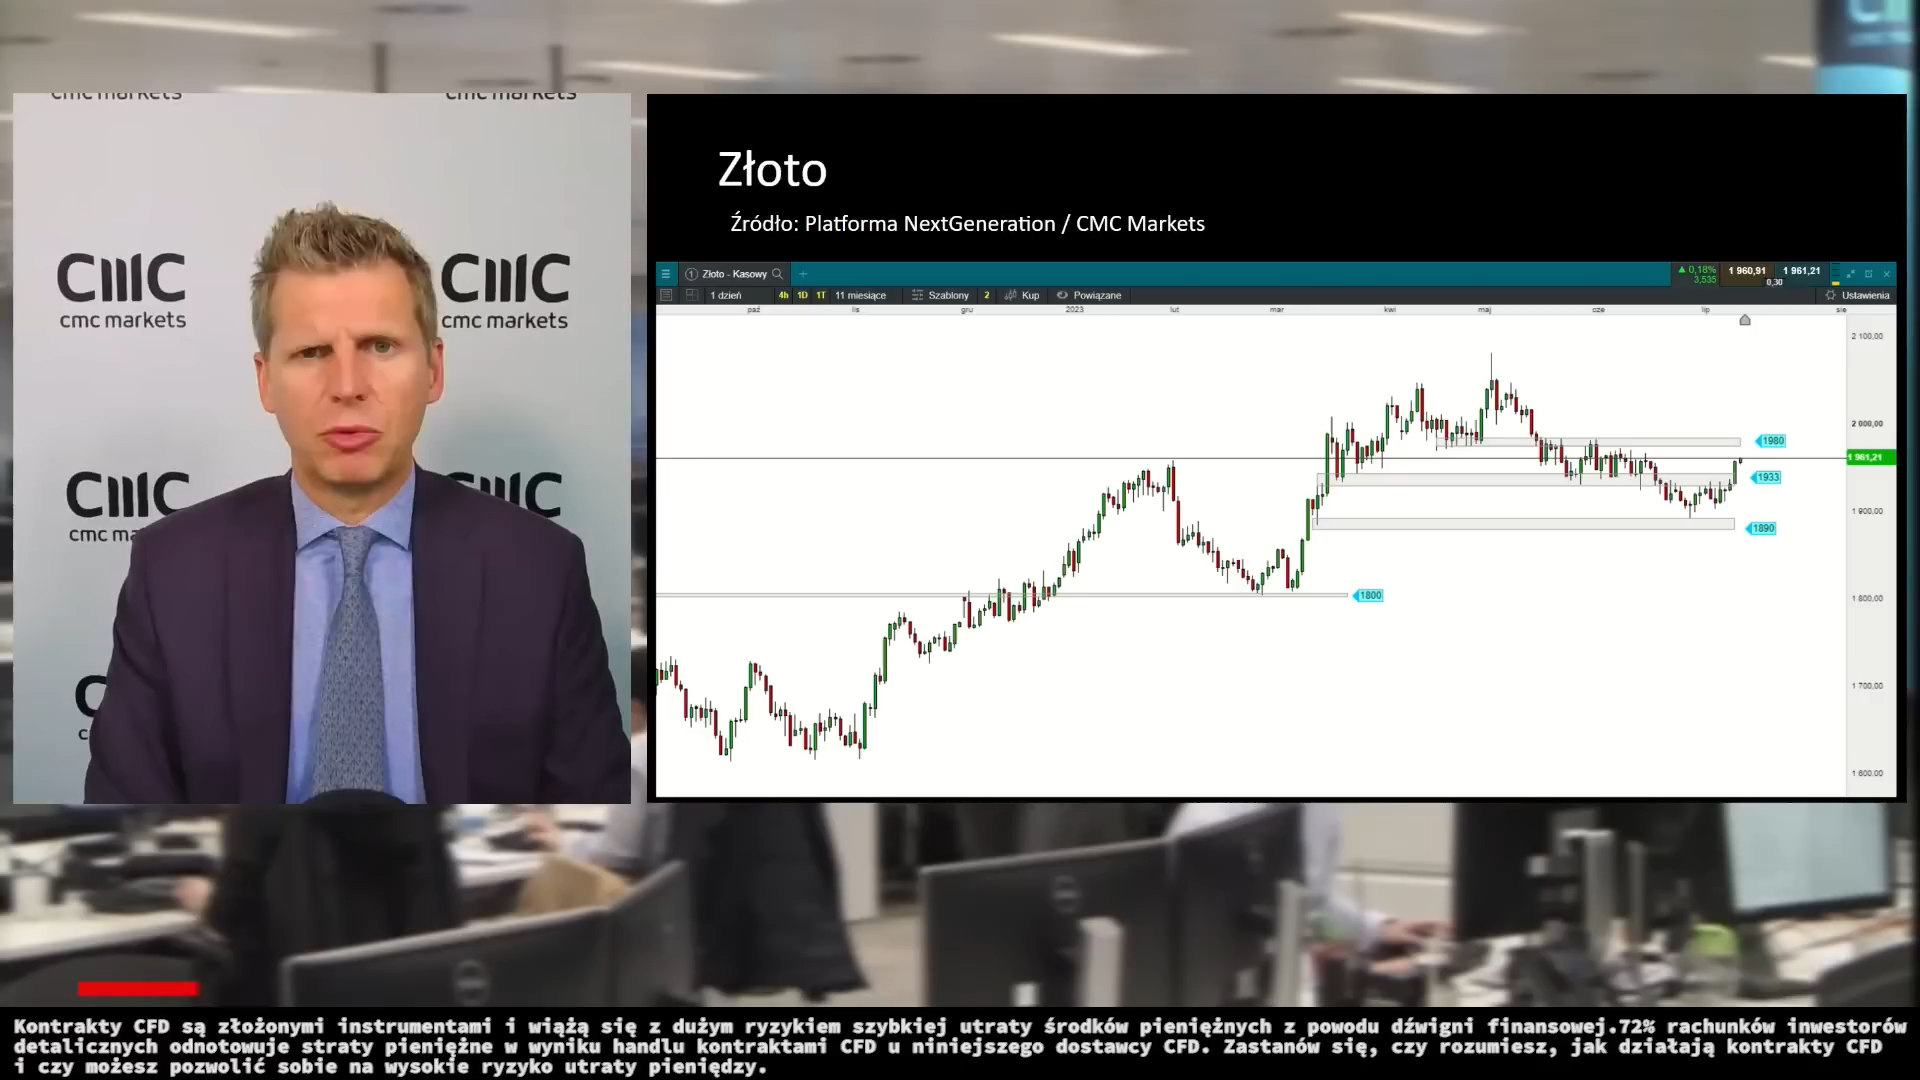 cmc markets
cmc markets
CMC
cmc markets
CMC
cmc markets
CMC
Złoto
Źródło: Platforma NextGeneration / CMC Markets
1 Złoto - Kasowy
0,18%
3,535
1 960,91
1 961,21
0,30
1 dzień
4h
1D
1T
11 miesiące
Szablony
2
Kup
Powiązane
Ustawienia
paź
lis
gru
2023
lut
mar
kwi
maj
cze
lip
sie
2 100,00
2 000,00
1 961,21
1 900,00
1 800,00
1 700,00
1 600,00
1980
1933
1890
1800
Kontrakty CFD są złożonymi instrumentami i wiążą się z dużym ryzykiem szybkiej utraty środków pieniężnych z powodu dźwigni finansowej.72% rachunków inwestorów
detalicznych odnotowuje straty pieniężne w wyniku handlu kontraktami CFD u niniejszego dostawcy CFD. Zastanów się, czy rozumiesz, jak działają kontrakty CFD
i czy możesz pozwolić sobie na wysokie ryzyko utraty pieniędzy.